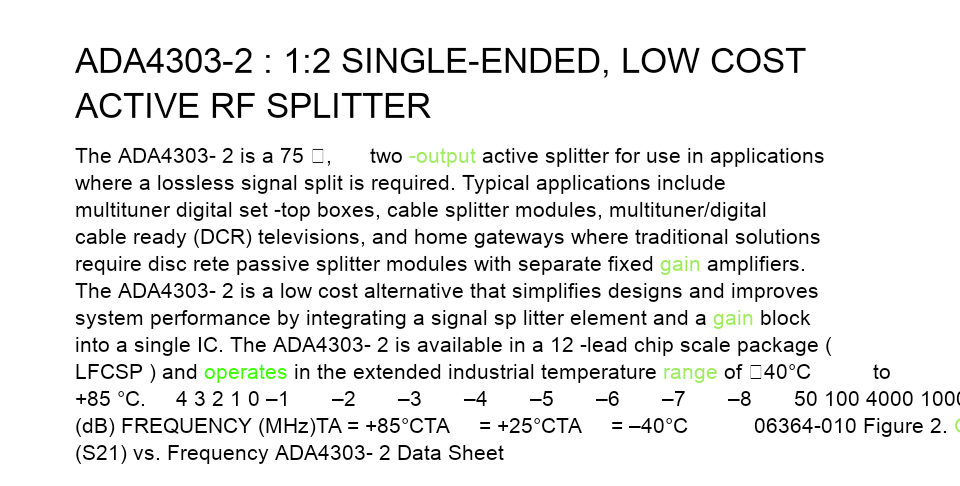 ADA4303-2 : 1:2 SINGLE-ENDED, LOW COST
ACTIVE RF SPLITTER
The ADA4303- 2 is a 75 □, two -output active splitter for use in applications
where a lossless signal split is required. Typical applications include
multituner digital set -top boxes, cable splitter modules, multituner/digital
cable ready (DCR) televisions, and home gateways where traditional solutions
require disc rete passive splitter modules with separate fixed gain amplifiers.
The ADA4303- 2 is a low cost alternative that simplifies designs and improves
system performance by integrating a signal sp litter element and a gain block
into a single IC. The ADA4303- 2 is available in a 12 -lead chip scale package (
LFCSP ) and operates in the extended industrial temperature range of □40°C to
+85 °C. 4 3 2 1 0 –1 –2 –3 –4 –5 –6 –7 –8 50 100 4000 1000
(dB) FREQUENCY (MHz)TA = +85°CTA = +25°CTA = –40°C 06364-010 Figure 2.
(S21) vs. Frequency ADA4303- 2 Data Sheet